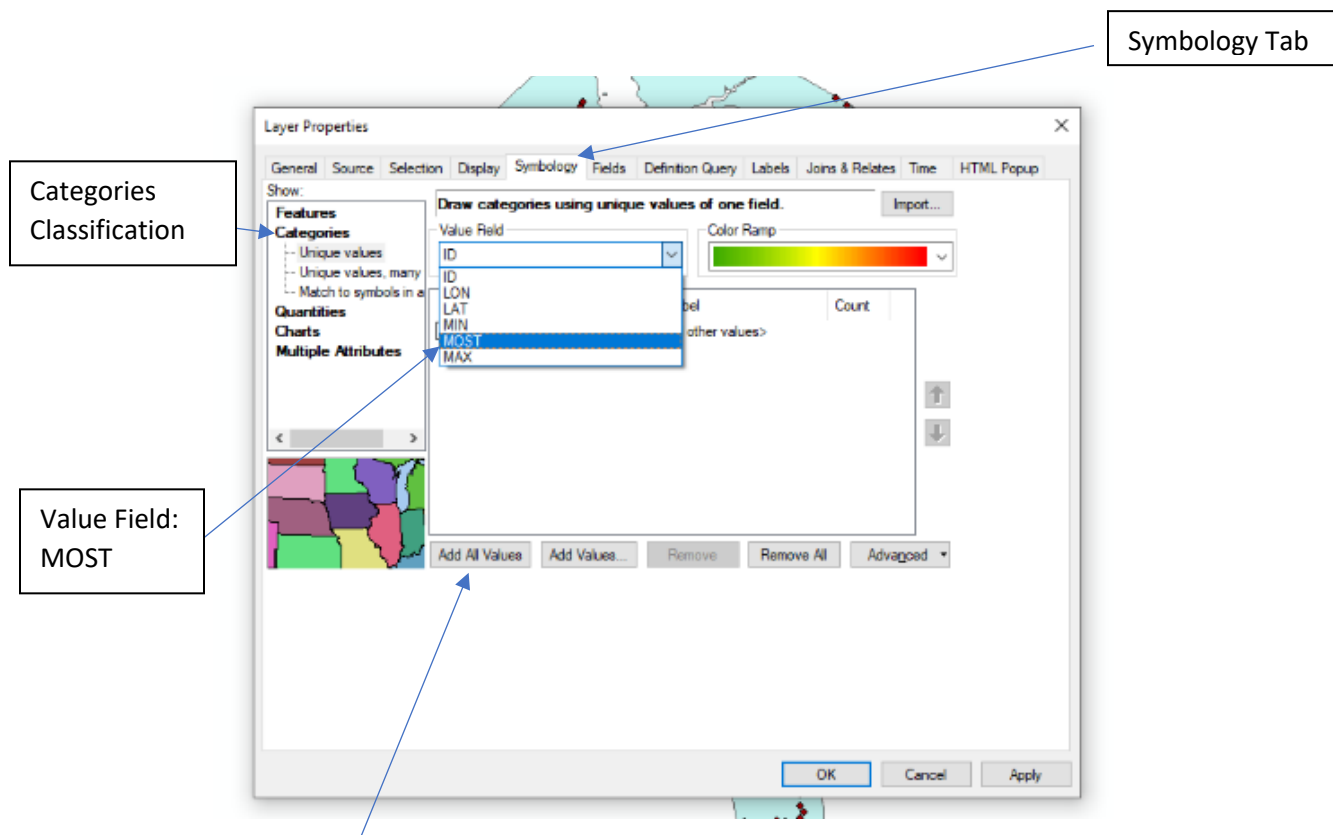 Symbology Tab
Layer Properties
General Source Selection Display Symbology Fields Definition Query Labels Joins & Relates Time HTML Popup
Categories
Classification
Show:
Features
Categories
Unique values
Unique values, many
Match to symbols in a
Quantities
Charts
Multiple Attributes
Draw categories using unique values of one field.
Import...
Value Field
Color Ramp
ID
ID
LON
LAT
MIN
MOST
MAX
bel Count
other values>
Value Field:
MOST
Add All Values Add Values... Remove Remove All Advanced
OK Cancel Apply